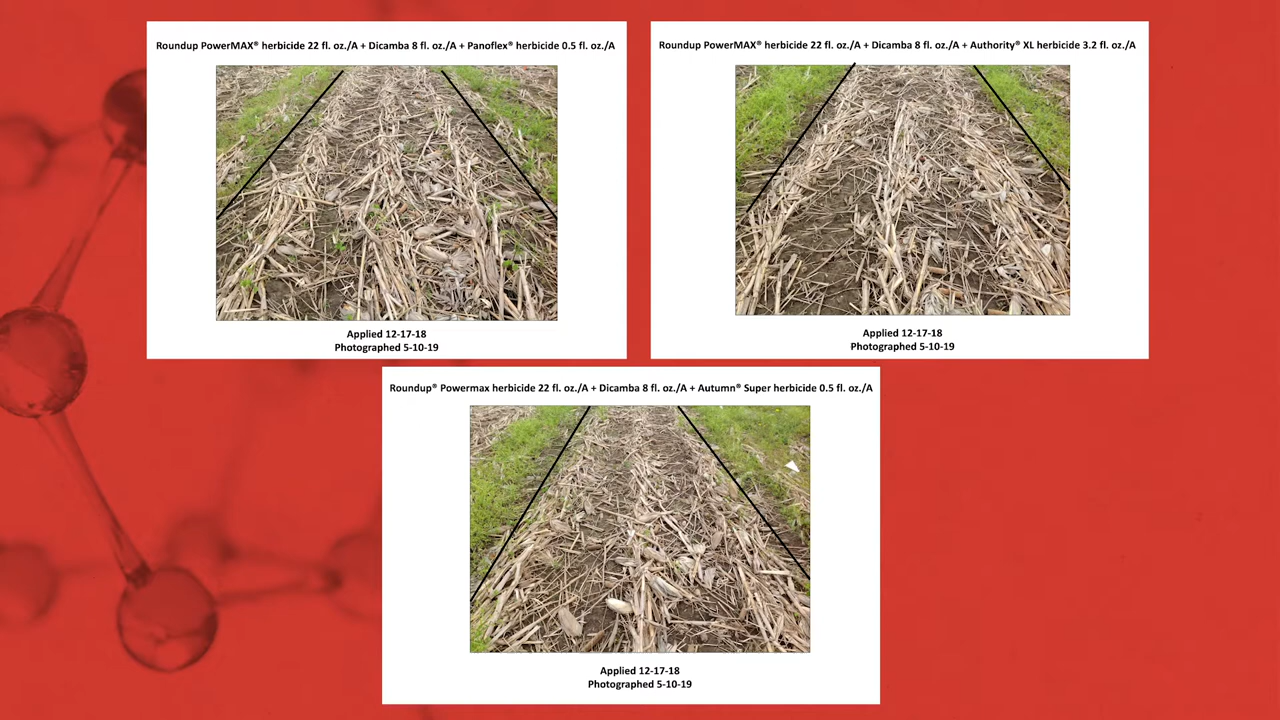 Roundup PowerMAX® herbicide 22 fl. oz./A + Dicamba 8 fl. oz./A + Panoflex® herbicide 0.5 fl. oz./A
Applied 12-17-18
Photographed 5-10-19
Roundup PowerMAX® herbicide 22 fl. oz./A + Dicamba 8 fl. oz./A + Authority® XL herbicide 3.2 fl. oz./A
Applied 12-17-18
Photographed 5-10-19
Roundup® Powermax herbicide 22 fl. oz./A + Dicamba 8 fl. oz./A + Autumn® Super herbicide 0.5 fl. oz./A
Applied 12-17-18
Photographed 5-10-19